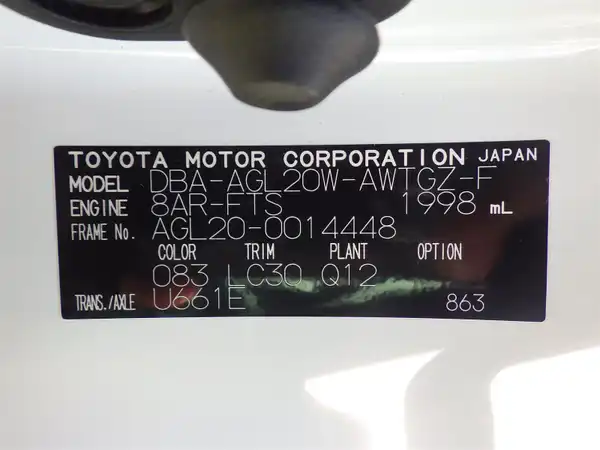 TOYOTA MOTOR CORPORATION JAPAN
MODEL DBA-AGL20W-AWTGZ-F
ENGINE 8AR-FTS 1998 mL
FRAME No. AGL20-0014448
COLOR TRIM PLANT OPTION
083 LC30 Q12
TRANS./AXLE U661E 863